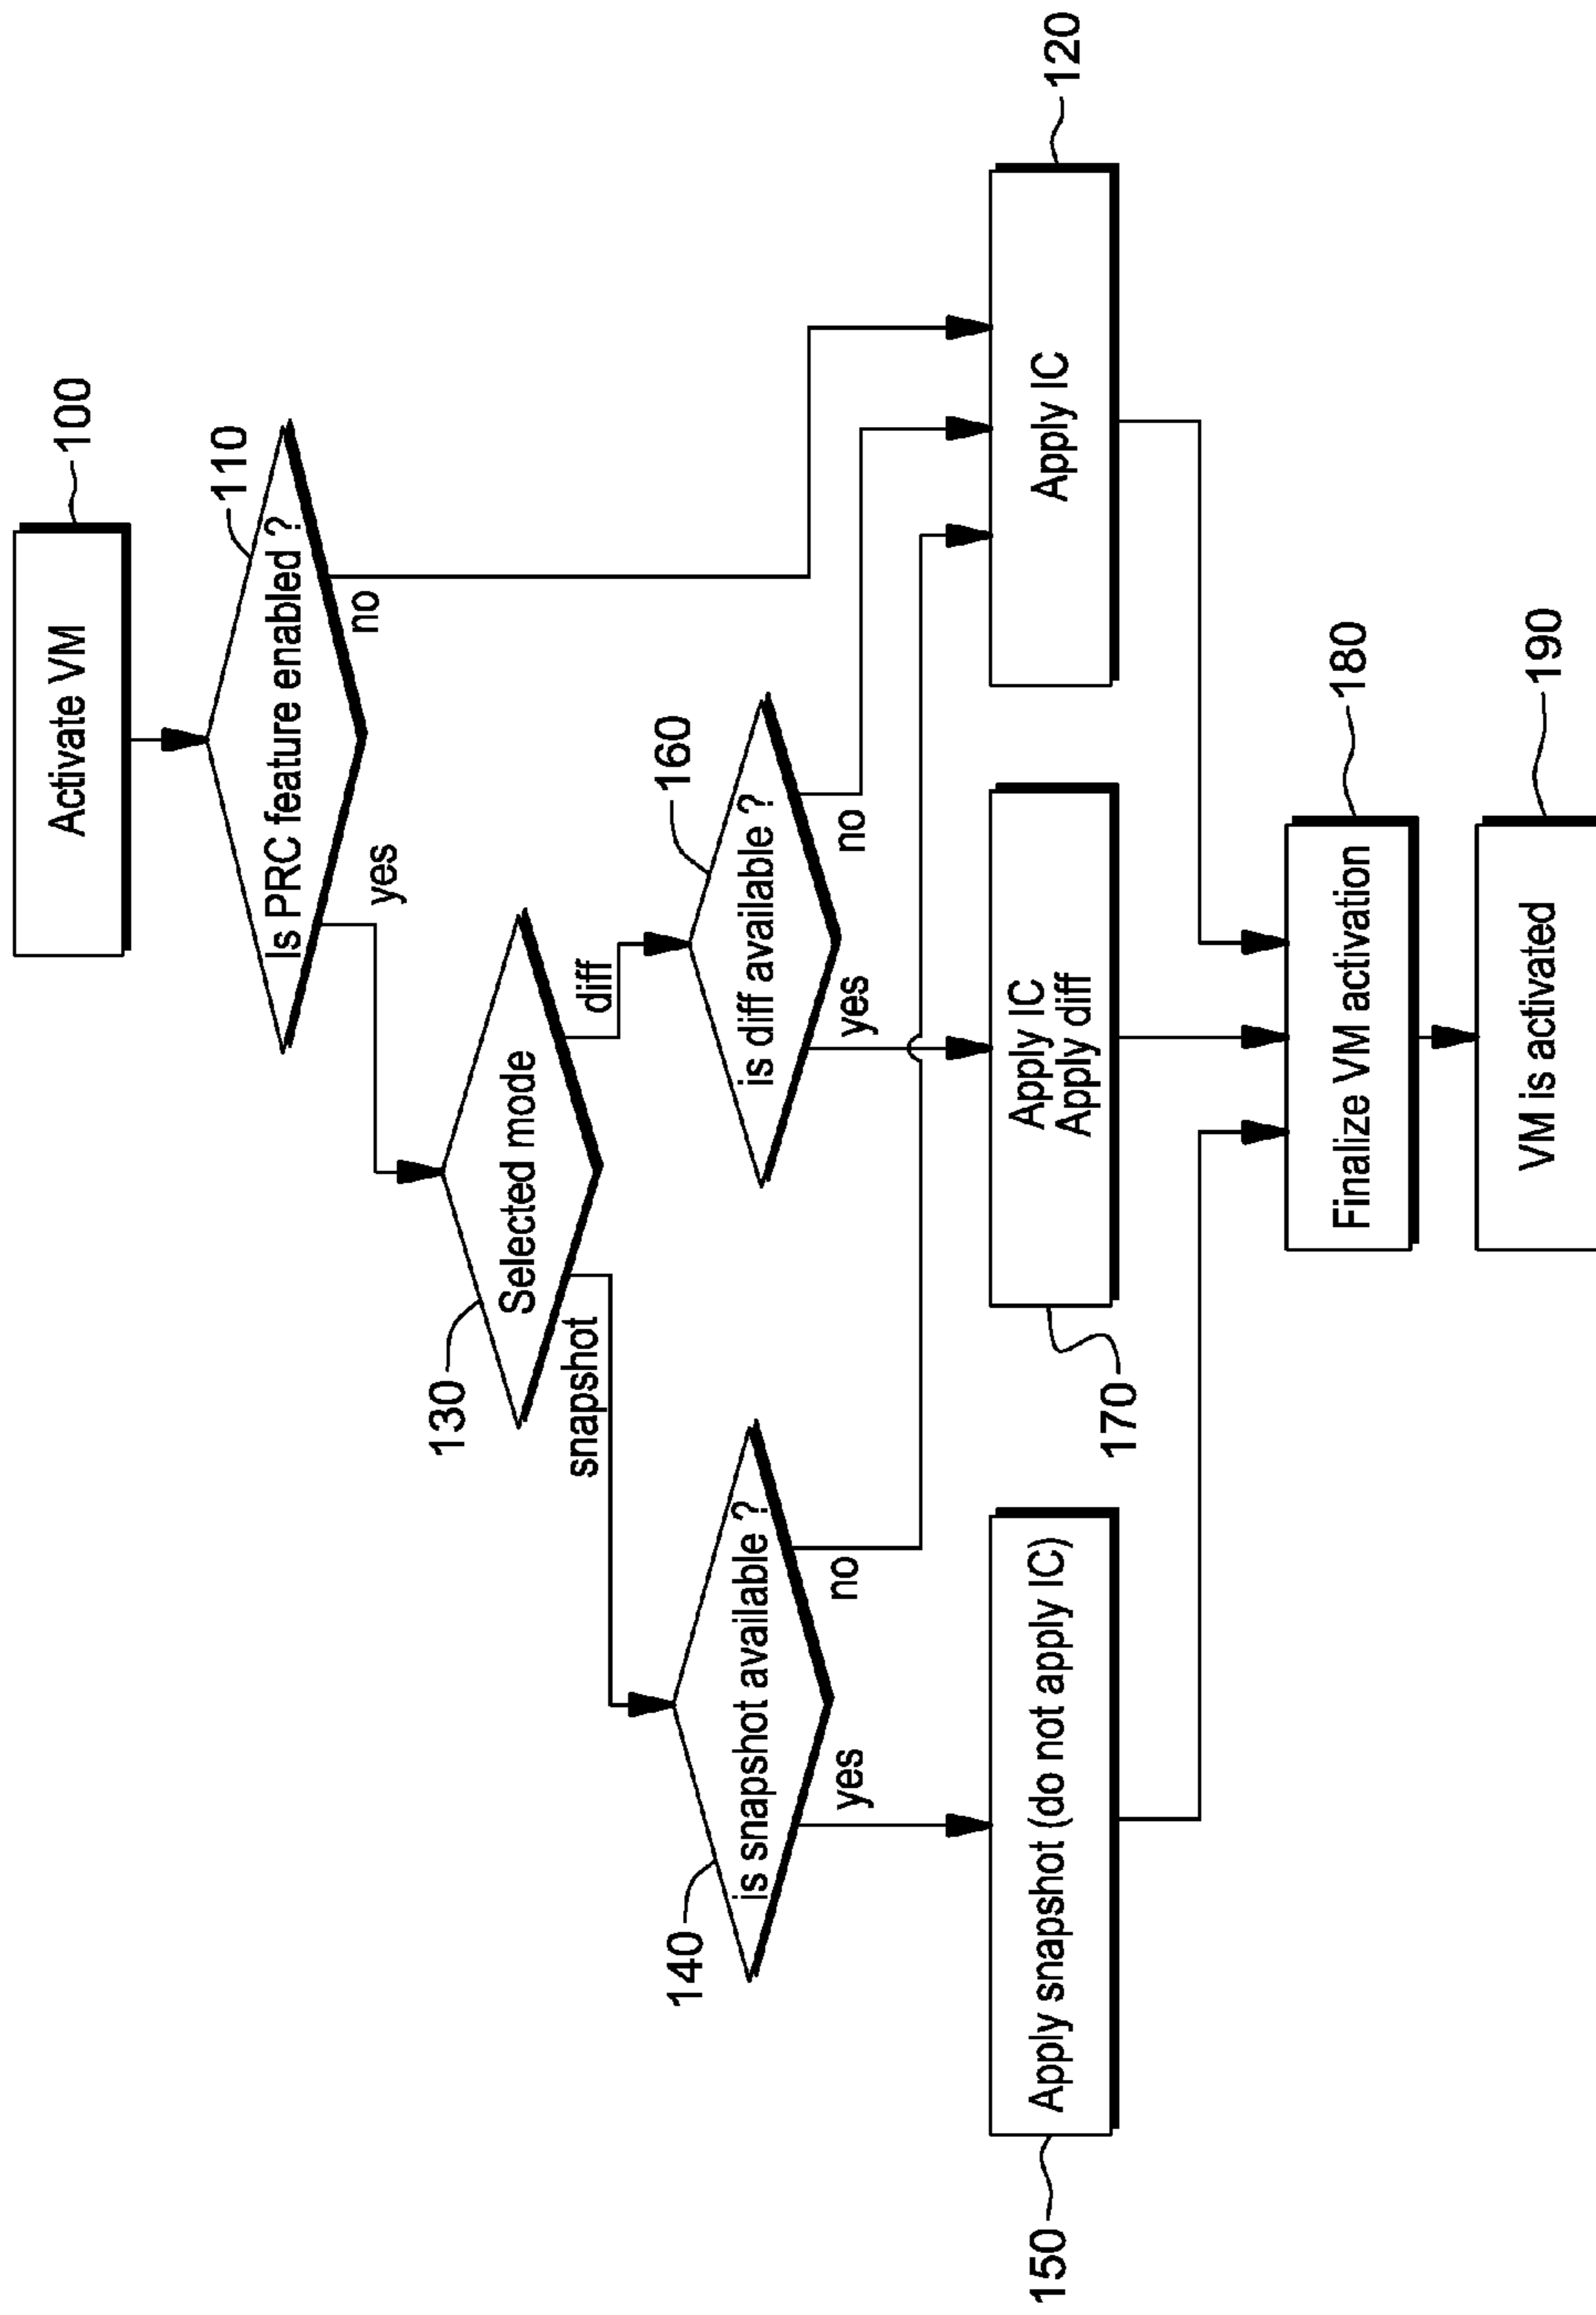 Activate VM
100
Is PRC feature enabled ?
110
yes
no
Selected mode
130
snapshot
diff
is snapshot available ?
140
is diff available ?
160
yes
no
yes
no
Apply snapshot (do not apply IC)
150
Apply IC
Apply diff
170
Apply IC
120
Finalize VM activation
180
VM is activated
190